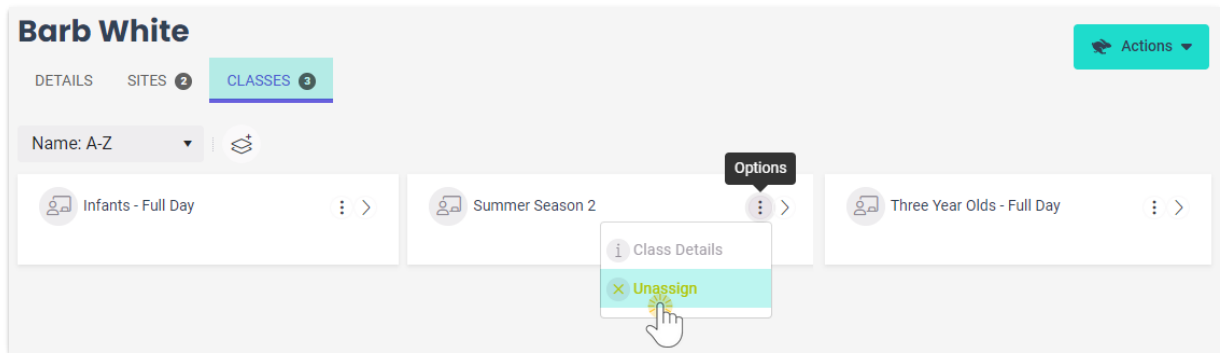 Barb White
Actions
DETAILS SITES 2 CLASSES 3
Name: A-Z
Options
Infants - Full Day
Summer Season 2
Three Year Olds - Full Day
i Class Details
Unassign